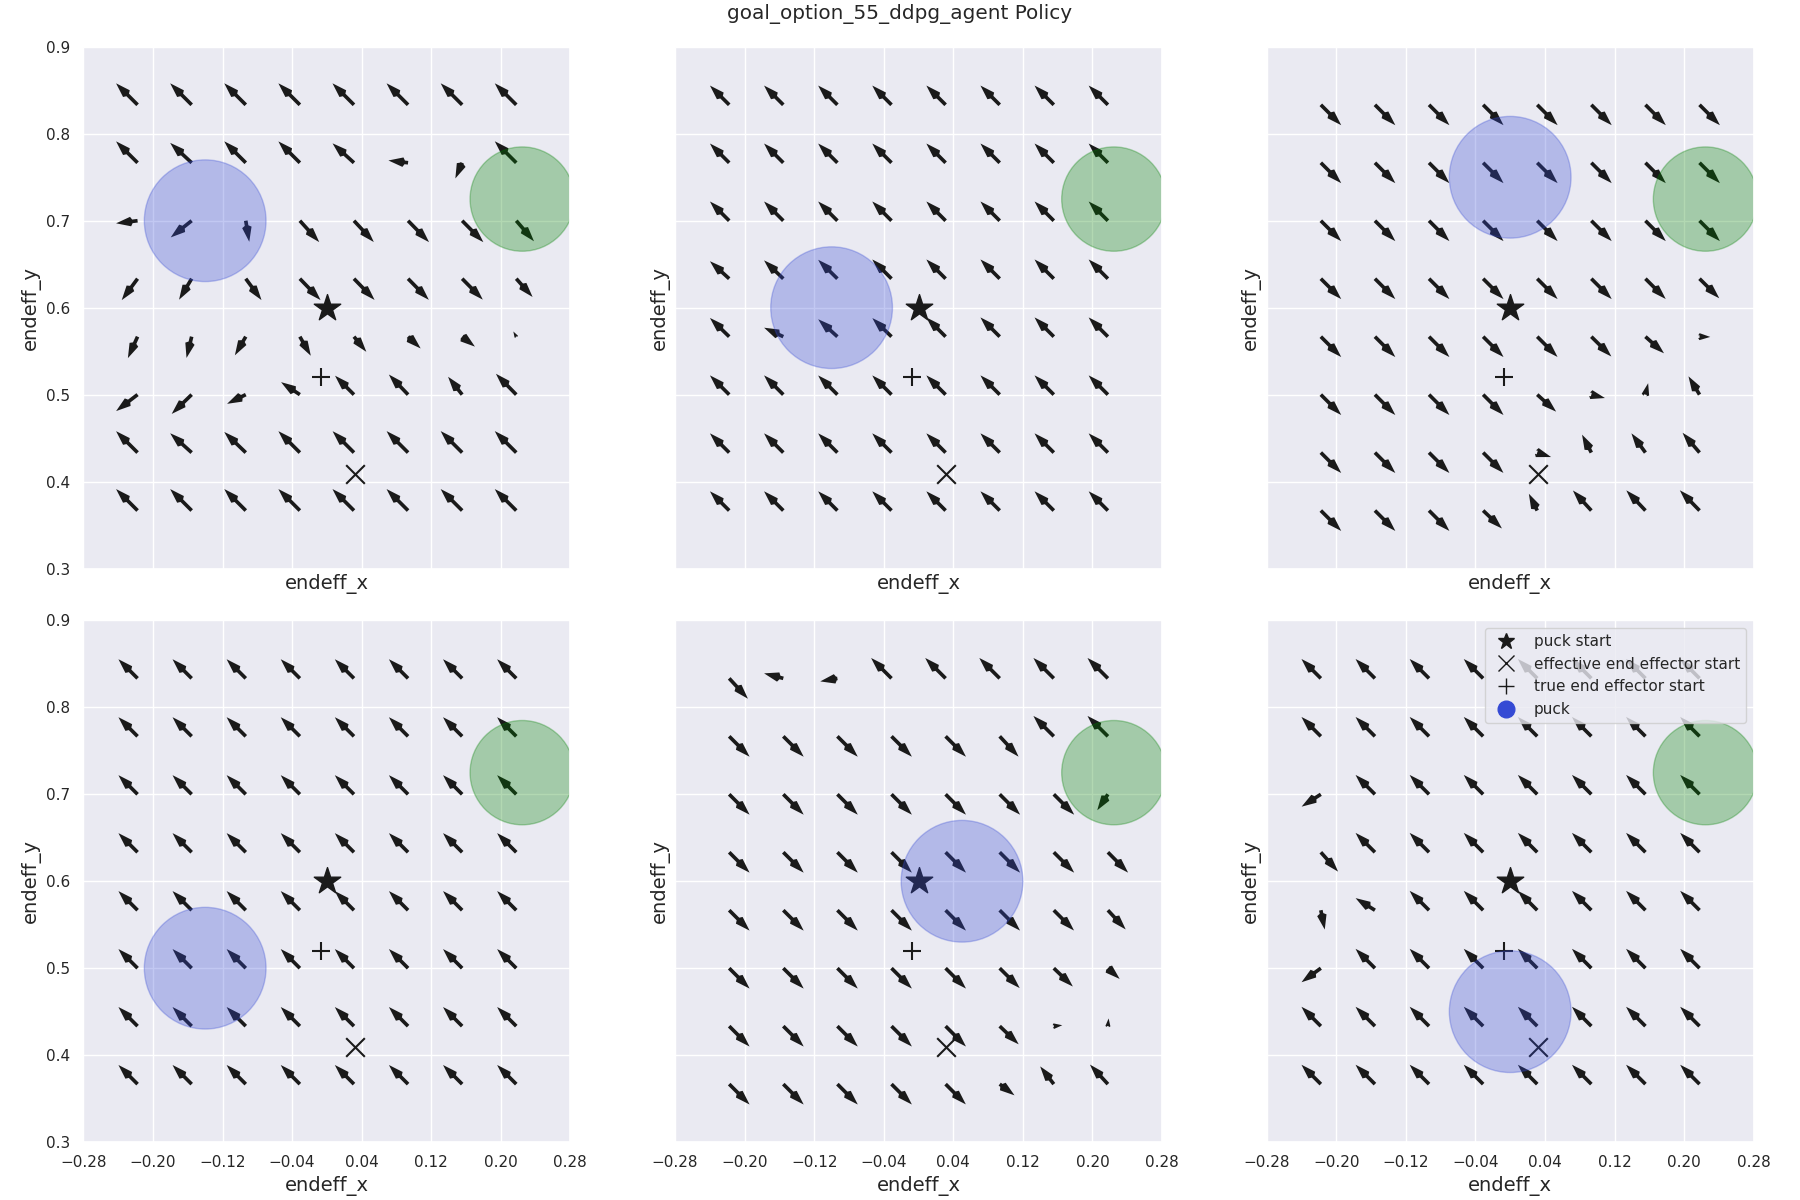 goal_option_55_ddpg_agent Policy
0.9
0.8
0.7
0.6
0.5
0.4
0.3
endeff_y
endeff_x
endeff_y
endeff_x
endeff_y
endeff_x
0.9
0.8
0.7
0.6
0.5
0.4
0.3
endeff_y
−0.28 −0.20 −0.12 −0.04 0.04 0.12 0.20 0.28
endeff_x
endeff_y
−0.28 −0.20 −0.12 −0.04 0.04 0.12 0.20 0.28
endeff_x
puck start
effective end effector start
true end effector start
puck
endeff_y
−0.28 −0.20 −0.12 −0.04 0.04 0.12 0.20 0.28
endeff_x